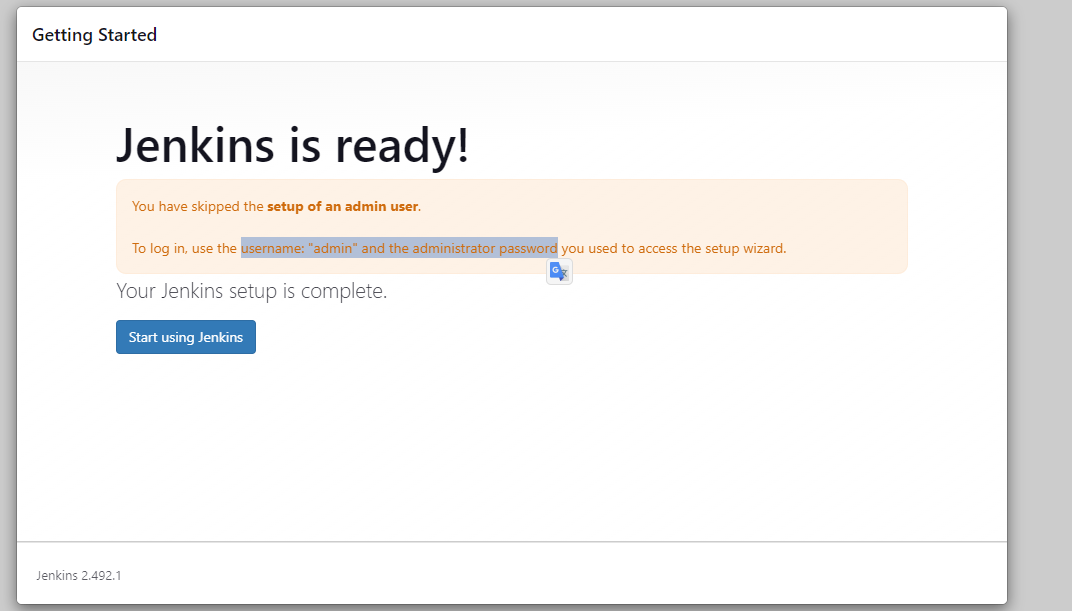 Getting Started
Jenkins is ready!
You have skipped the setup of an admin user.
To log in, use the username: "admin" and the administrator password you used to access the setup wizard.
Your Jenkins setup is complete.
Start using Jenkins
Jenkins 2.492.1